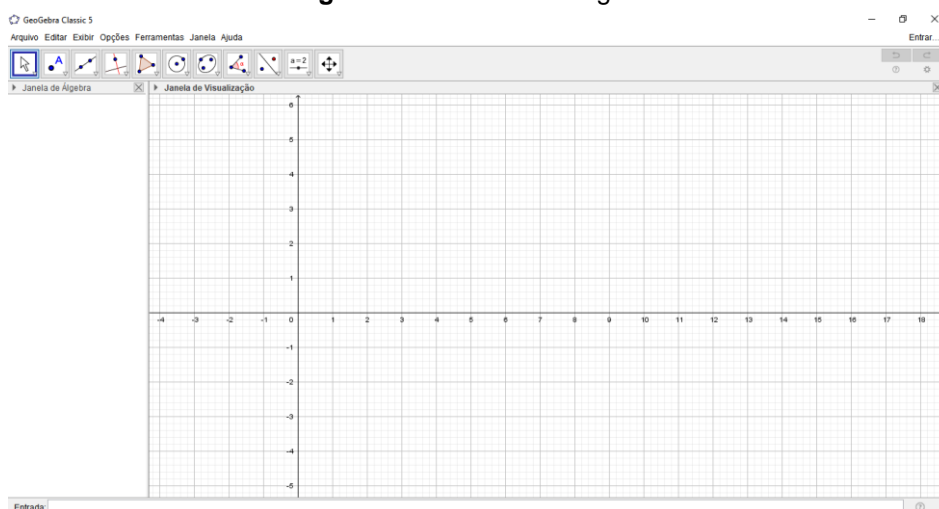 GeoGebra Classic 5
Arquivo Editar Exibir Opções Ferramentas Janela Ajuda
Entrar...
A
α
a=2
Janela de Álgebra
Janela de Visualização
6
5
4
3
2
1
-4 -3 -2 -1 0 1 2 3 4 5 6 7 8 9 10 11 12 13 14 15 16 17 18
-1
-2
-3
-4
-5
Entrada: